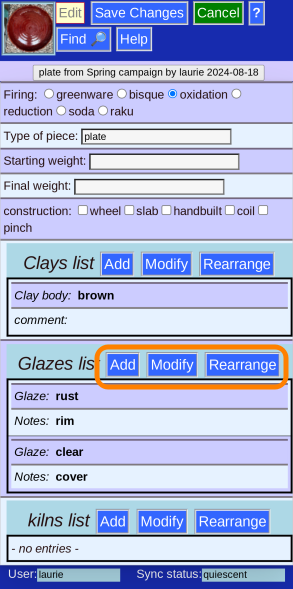 Edit Save Changes Cancel ?
Find 🔎 Help
plate from Spring campaign by laurie 2024-08-18
Firing: greenware bisque oxidation
reduction soda raku
Type of piece: plate
Starting weight:
Final weight:
construction: wheel slab handbuilt coil
pinch
Clays list Add Modify Rearrange
Clay body: brown
comment:
Glazes list Add Modify Rearrange
Glaze: rust
Notes: rim
Glaze: clear
Notes: cover
kilns list Add Modify Rearrange
- no entries -
User: laurie Sync status: quiescent